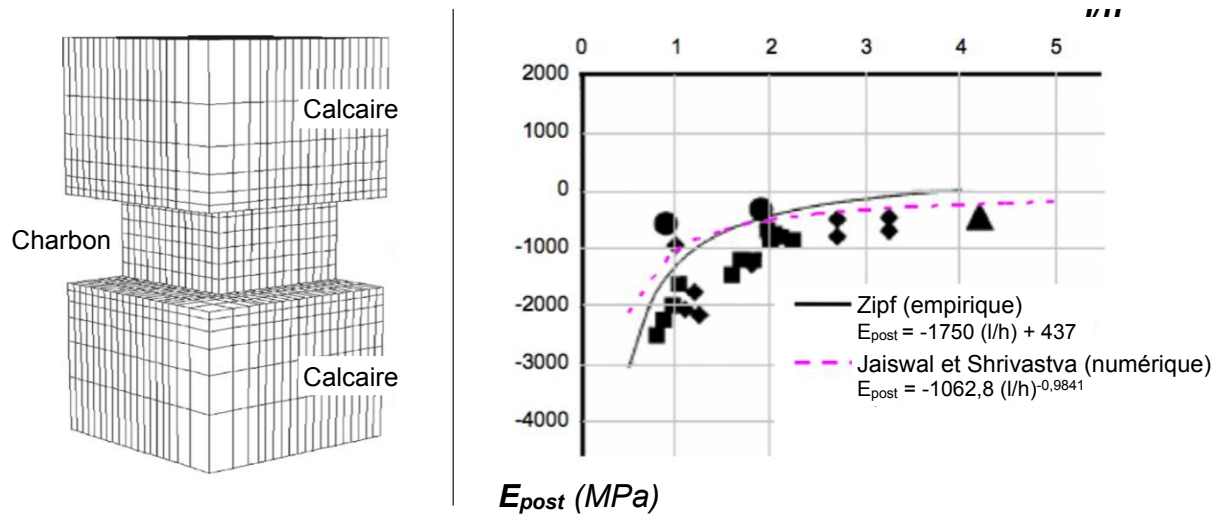 Calcaire
Charbon
Calcaire
l/h
0 1 2 3 4 5
2000
1000
0
-1000
-2000
-3000
-4000
Zipf (empirique)
Epost = -1750 (l/h) + 437
Jaiswal et Shrivastva (numérique)
Epost = -1062,8 (l/h)-0,9841
Epost (MPa)